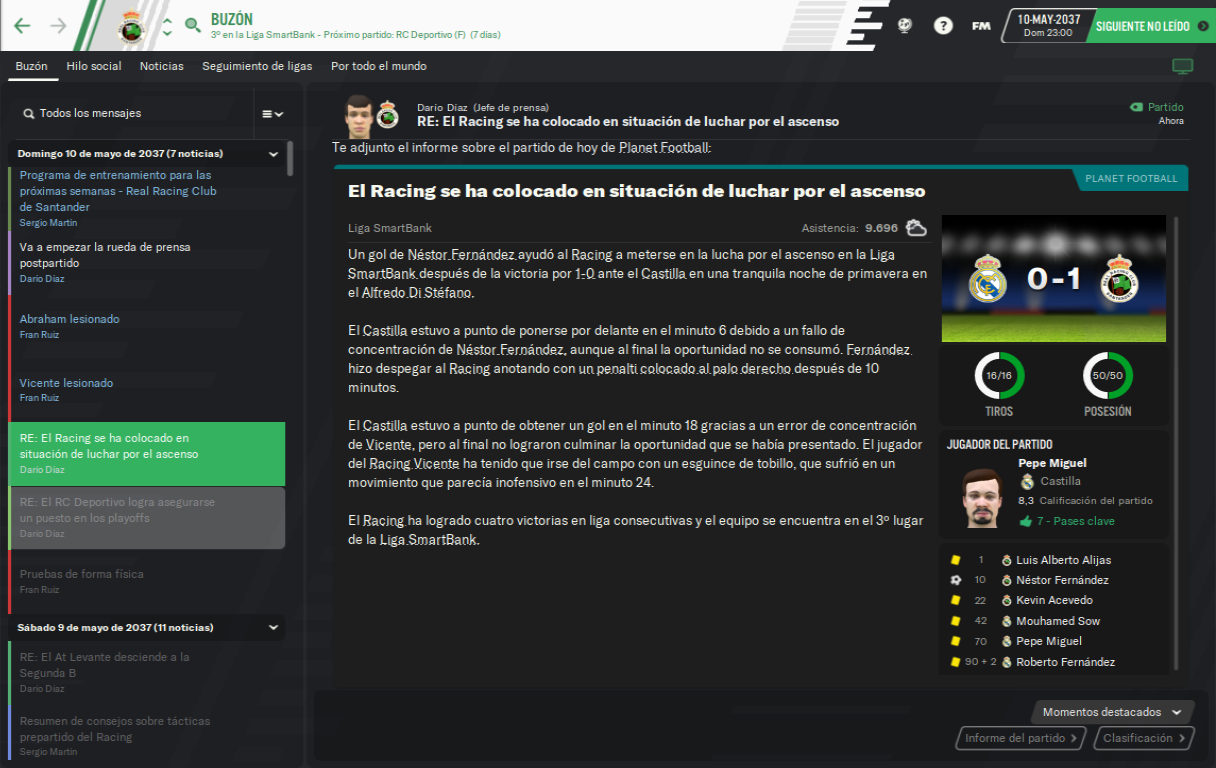 BUZÓN
3º en la Liga SmartBank - Próximo partido: RC Deportivo (F) (7 días)
FM
10-MAY-2037
Dom 23:00
SIGUIENTE NO LEÍDO
Buzón Hilo social Noticias Seguimiento de ligas Por todo el mundo
Todos los mensajes
Domingo 10 de mayo de 2037 (7 noticias)
Programa de entrenamiento para las
próximas semanas - Real Racing Club
de Santander
Sergio Martín
Va a empezar la rueda de prensa
postpartido
Darío Díaz
Abraham lesionado
Fran Ruiz
Vicente lesionado
Fran Ruiz
RE: El Racing se ha colocado en
situación de luchar por el ascenso
Darío Díaz
RE: El RC Deportivo logra asegurarse
un puesto en los playoffs
Darío Díaz
Pruebas de forma física
Fran Ruiz
Sábado 9 de mayo de 2037 (11 noticias)
RE: El At Levante desciende a la
Segunda B
Darío Díaz
Resumen de consejos sobre tácticas
prepartido del Racing
Sergio Martín
Darío Díaz (Jefe de prensa)
RE: El Racing se ha colocado en situación de luchar por el ascenso
Partido
Ahora
Te adjunto el informe sobre el partido de hoy de Planet Football:
El Racing se ha colocado en situación de luchar por el ascenso
PLANET FOOTBALL
Liga SmartBank
Asistencia: 9.696
Un gol de Néstor Fernández ayudó al Racing a meterse en la lucha por el ascenso en la Liga
SmartBank después de la victoria por 1-0 ante el Castilla en una tranquila noche de primavera en
el Alfredo Di Stéfano.
El Castilla estuvo a punto de ponerse por delante en el minuto 6 debido a un fallo de
concentración de Néstor Fernández, aunque al final la oportunidad no se consumó. Fernández
hizo despegar al Racing anotando con un penalti colocado al palo derecho después de 10
minutos.
El Castilla estuvo a punto de obtener un gol en el minuto 18 gracias a un error de concentración
de Vicente, pero al final no lograron culminar la oportunidad que se había presentado. El jugador
del Racing Vicente ha tenido que irse del campo con un esguince de tobillo, que sufrió en un
movimiento que parecía inofensivo en el minuto 24.
El Racing ha logrado cuatro victorias en liga consecutivas y el equipo se encuentra en el 3º lugar
de la Liga SmartBank.
0 - 1
16/16
50/50
TIROS
POSESIÓN
JUGADOR DEL PARTIDO
Pepe Miguel
Castilla
8,3 Calificación del partido
7 - Pases clave
1 Luis Alberto Alijas
10 Néstor Fernández
22 Kevin Acevedo
42 Mouhamed Sow
70 Pepe Miguel
90 + 2 Roberto Fernández
Momentos destacados
Informe del partido
Clasificación